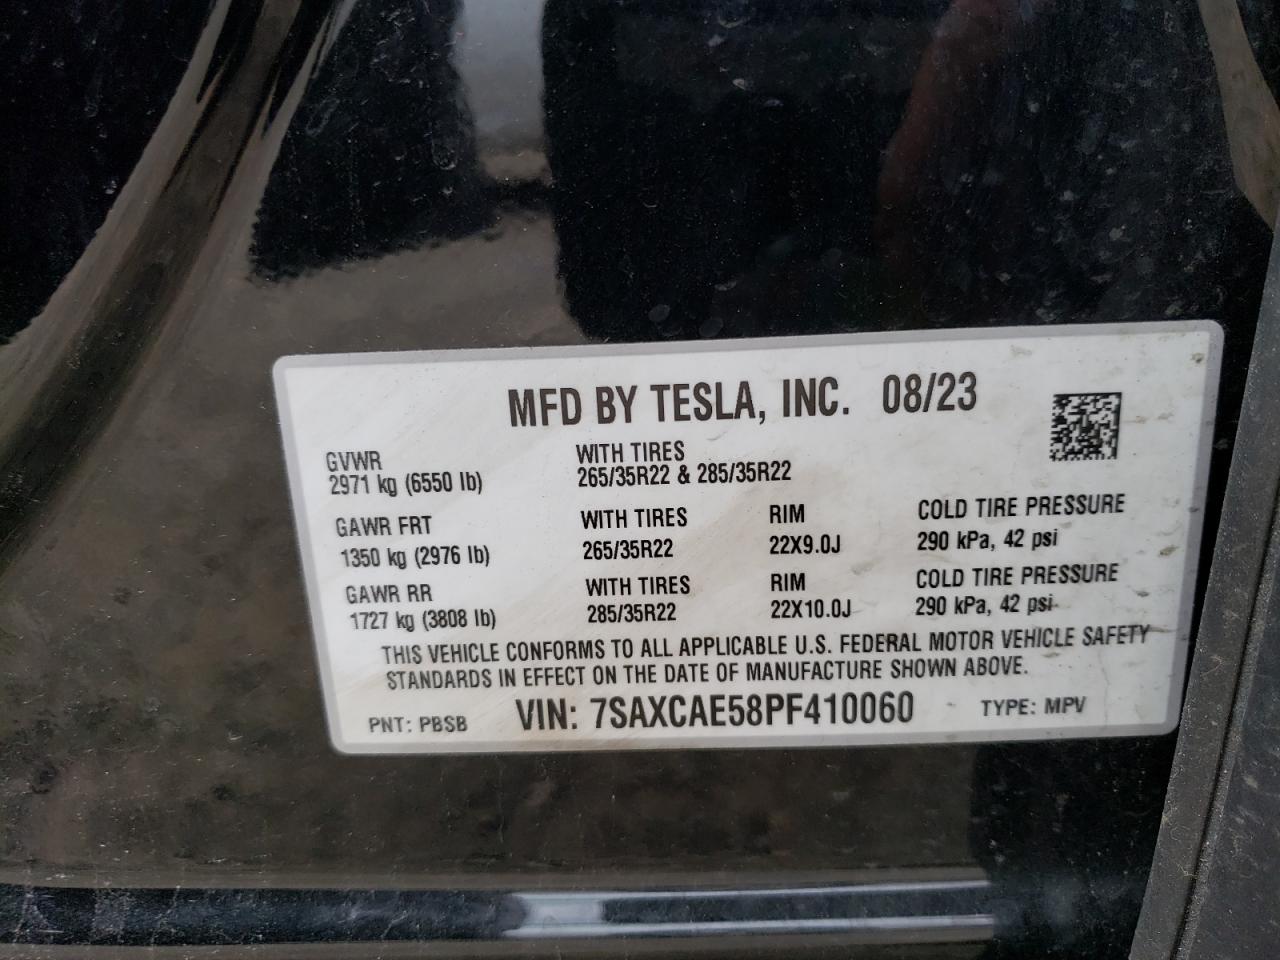 MFD BY TESLA, INC. 08/23
GVWR WITH TIRES
2971 kg (6550 lb) 265/35R22 & 285/35R22
GAWR FRT WITH TIRES RIM COLD TIRE PRESSURE
1350 kg (2976 lb) 265/35R22 22X9.0J 290 kPa, 42 psi
GAWR RR WITH TIRES RIM COLD TIRE PRESSURE
1727 kg (3808 lb) 285/35R22 22X10.0J 290 kPa, 42 psi
THIS VEHICLE CONFORMS TO ALL APPLICABLE U.S. FEDERAL MOTOR VEHICLE SAFETY
STANDARDS IN EFFECT ON THE DATE OF MANUFACTURE SHOWN ABOVE.
PNT: PBSB VIN: 7SAXCAE58PF410060 TYPE: MPV